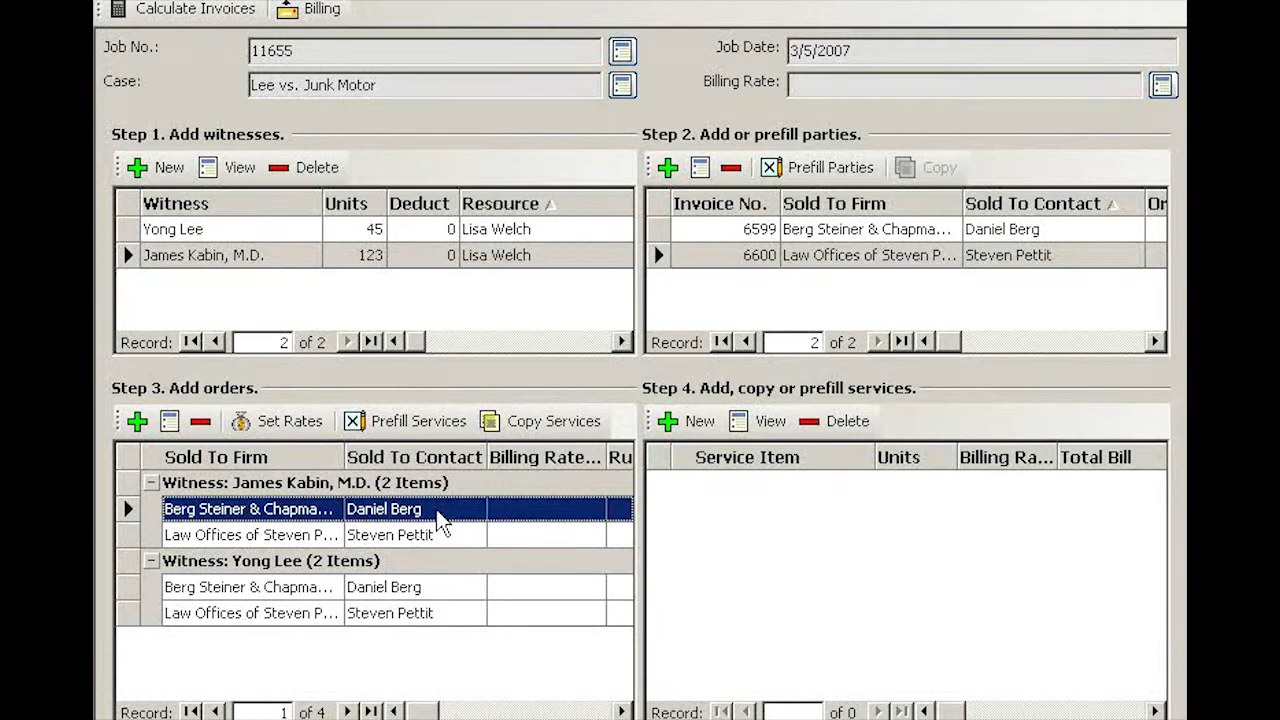 Calculate Invoices Billing
Job No.: 11655 Job Date: 3/5/2007
Case: Lee vs. Junk Motor Billing Rate:
Step 1. Add witnesses.
New View Delete
Witness Units Deduct Resource
Yong Lee 45 0 Lisa Welch
James Kabin, M.D. 123 0 Lisa Welch
Record: 2 of 2
Step 2. Add or prefill parties.
Prefill Parties Copy
Invoice No. Sold To Firm Sold To Contact Or
6599 Berg Steiner & Chapma... Daniel Berg
6600 Law Offices of Steven P... Steven Pettit
Record: 2 of 2
Step 3. Add orders.
Set Rates Prefill Services Copy Services
Sold To Firm Sold To Contact Billing Rate... Ru
Witness: James Kabin, M.D. (2 Items)
Berg Steiner & Chapma... Daniel Berg
Law Offices of Steven P... Steven Pettit
Witness: Yong Lee (2 Items)
Berg Steiner & Chapma... Daniel Berg
Law Offices of Steven P... Steven Pettit
Record: 1 of 4
Step 4. Add, copy or prefill services.
New View Delete
Service Item Units Billing Ra... Total Bill
Record: of 0